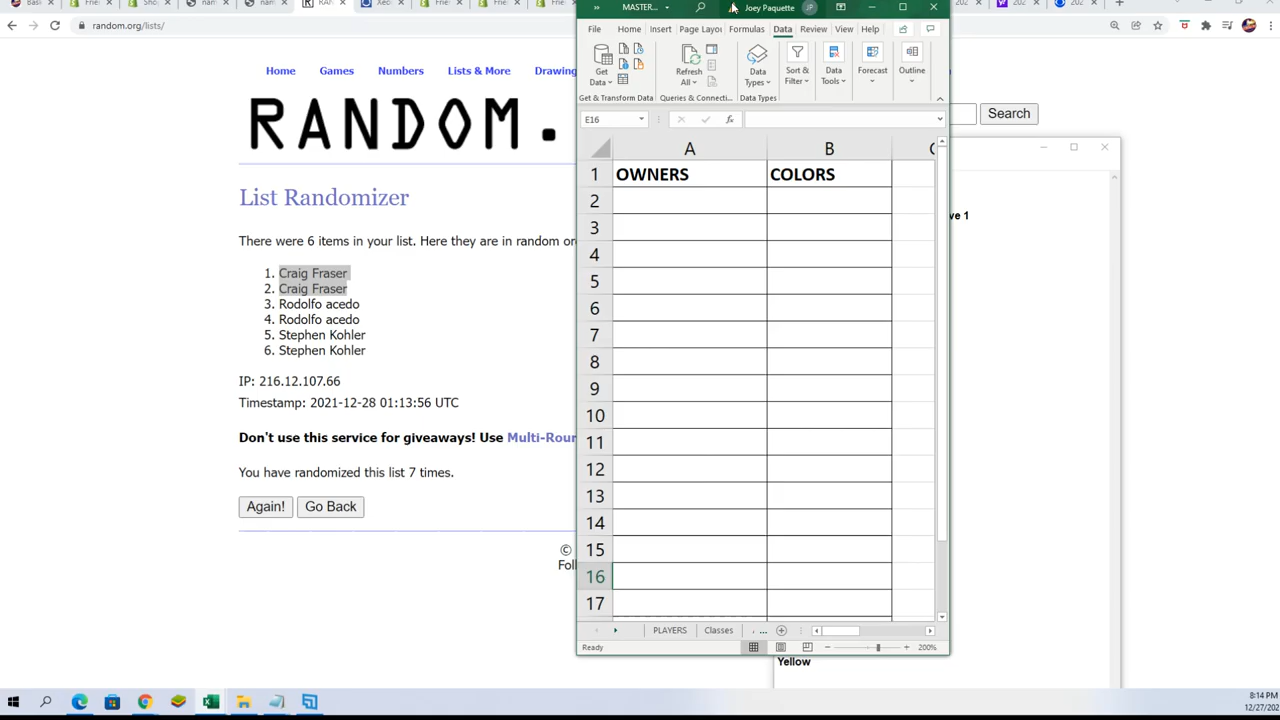 random.org/lists/
MASTER...
Joey Paquette
JP
File Home Insert Page Layo Formulas Data Review View Help
Get Data
Refresh All
Data Types
Sort & Filter
Data Tools
Forecast
Outline
Get & Transform Data Queries & Connecti... Data Types
E16
A B
1 OWNERS COLORS
2
3
4
5
6
7
8
9
10
11
12
13
14
15
16
17
PLAYERS Classes
Ready 200%
Home Games Numbers Lists & More Drawing
RANDOM.
Search
List Randomizer
There were 6 items in your list. Here they are in random or
1. Craig Fraser
2. Craig Fraser
3. Rodolfo acedo
4. Rodolfo acedo
5. Stephen Kohler
6. Stephen Kohler
IP: 216.12.107.66
Timestamp: 2021-12-28 01:13:56 UTC
Don't use this service for giveaways! Use Multi-Rour
You have randomized this list 7 times.
Again! Go Back
©
Fol
ve 1
Yellow
8:14 PM
12/27/202